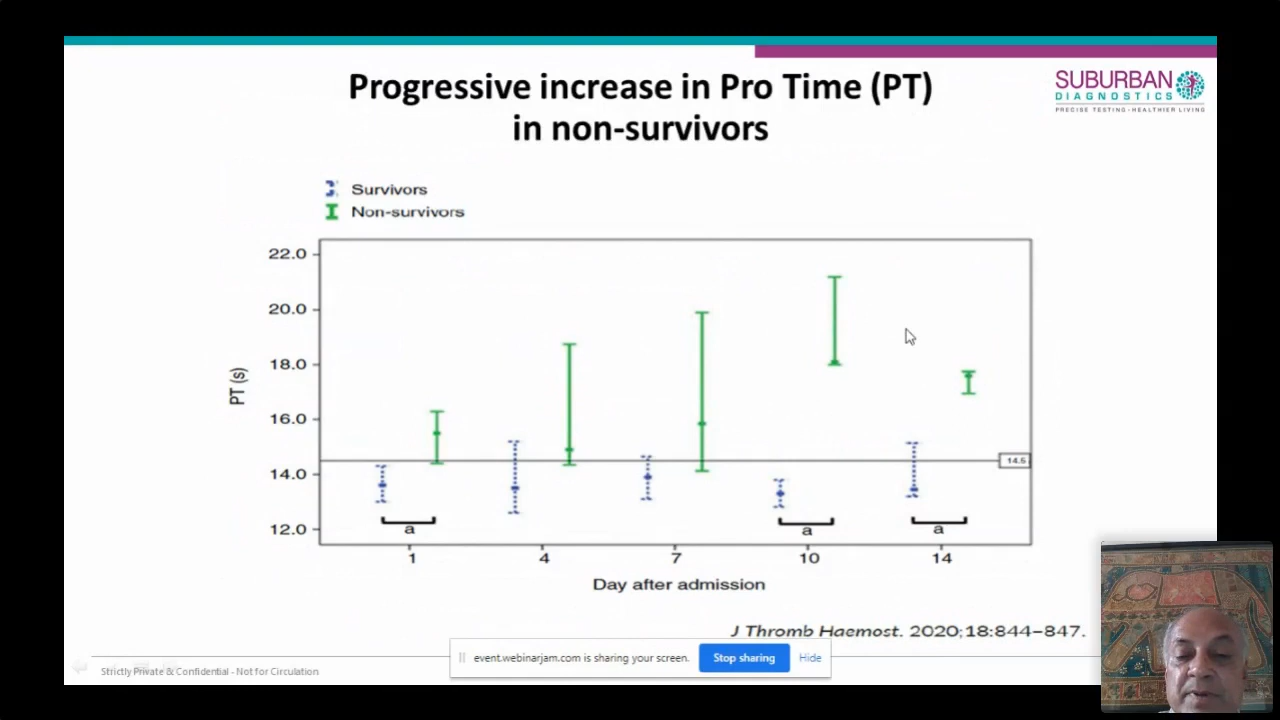 Progressive increase in Pro Time (PT)
in non-survivors
SUBURBAN
DIAGNOSTICS
PRECISE TESTING • HEALTHIER LIVING
Survivors
Non-survivors
22.0
20.0
18.0
16.0
14.0
12.0
PT (s)
14.5
a
a
a
1 4 7 10 14
Day after admission
J Thromb Haemost. 2020;18:844–847.
event.webinarjam.com is sharing your screen. Stop sharing Hide
Strictly Private & Confidential - Not for Circulation